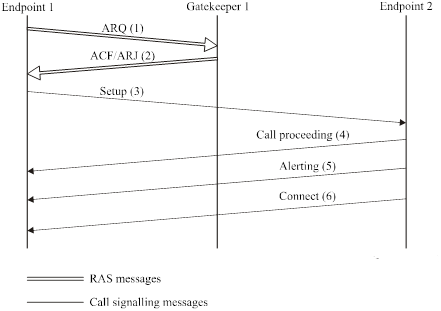 Endpoint 1
Gatekeeper 1
Endpoint 2
ARQ (1)
ACF/ARJ (2)
Setup (3)
Call proceeding (4)
Alerting (5)
Connect (6)
RAS messages
Call signalling messages